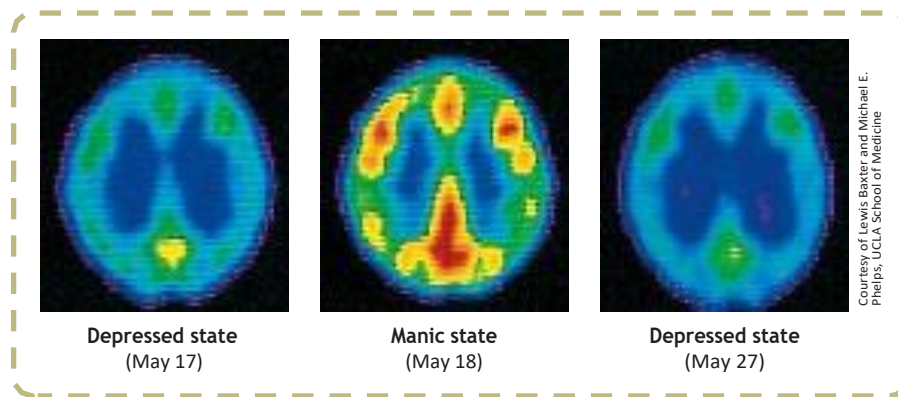 Depressed state
(May 17)
Manic state
(May 18)
Depressed state
(May 27)
Courtesy of Lewis Baxter and Michael E.
Phelps, UCLA School of Medicine